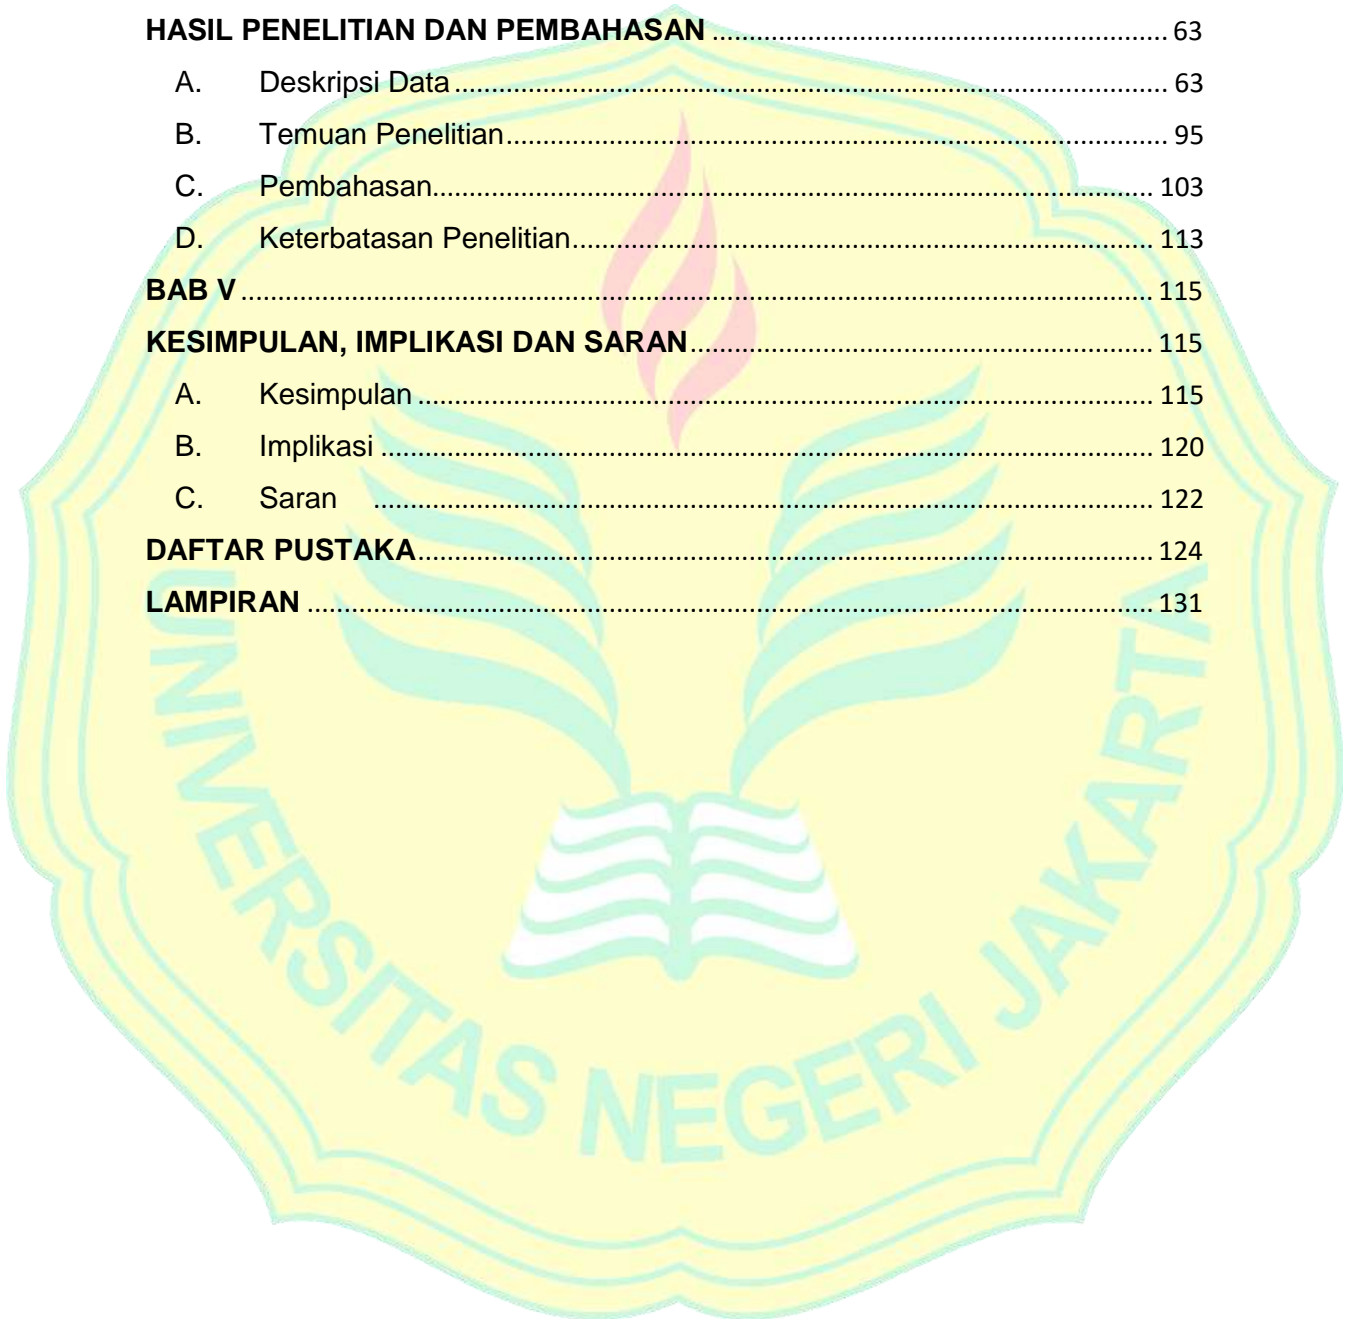 HASIL PENELITIAN DAN PEMBAHASAN ............................................................. 63
A. Deskripsi Data ............................................................................................... 63
B. Temuan Penelitian ........................................................................................ 95
C. Pembahasan ................................................................................................ 103
D. Keterbatasan Penelitian ............................................................................. 113
BAB V ......................................................................................................................... 115
KESIMPULAN, IMPLIKASI DAN SARAN .............................................................. 115
A. Kesimpulan .................................................................................................. 115
B. Implikasi ....................................................................................................... 120
C. Saran ........................................................................................................ 122
DAFTAR PUSTAKA .................................................................................................. 124
LAMPIRAN ................................................................................................................ 131
UNIVERSITAS NEGERI JAKARTA